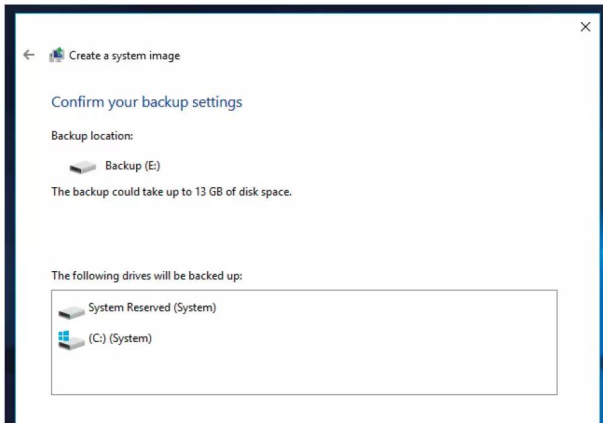 Create a system image
Confirm your backup settings
Backup location:
Backup (E:)
The backup could take up to 13 GB of disk space.
The following drives will be backed up:
System Reserved (System)
(C:) (System)